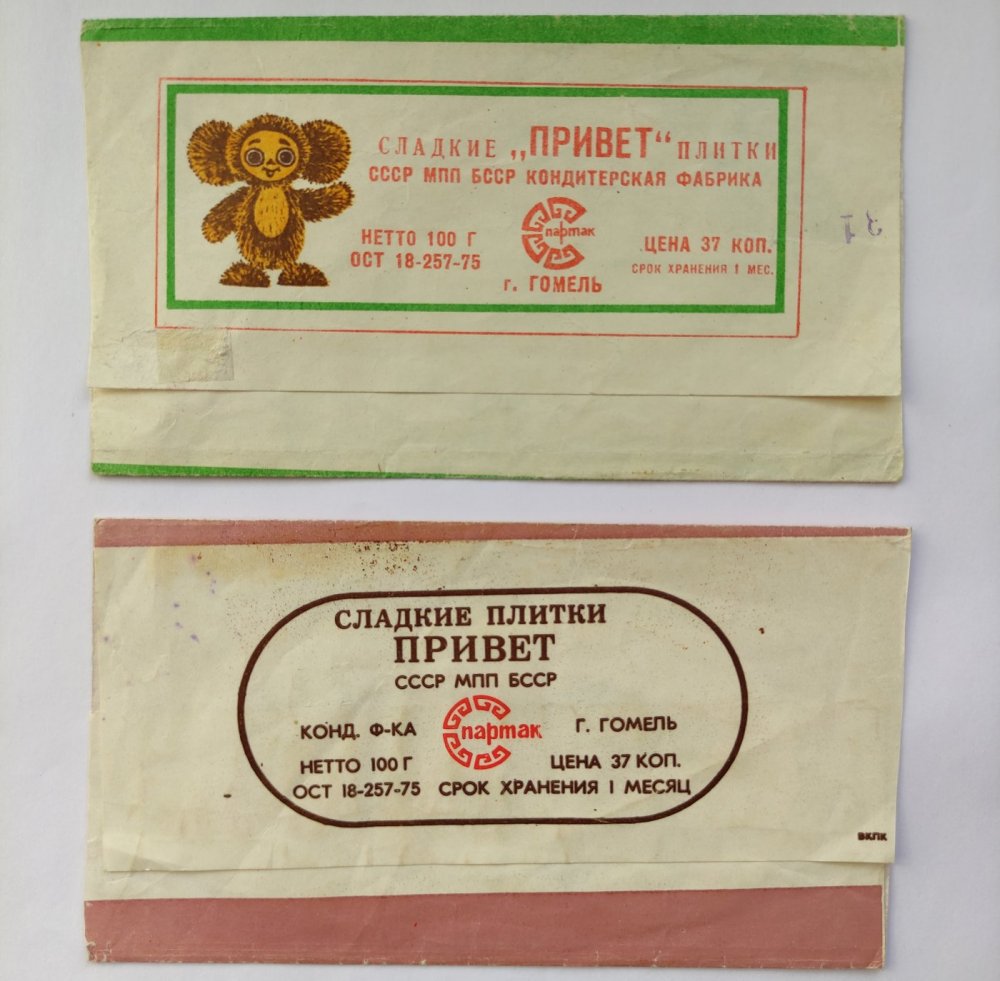 СЛАДКИЕ „ПРИВЕТ“ ПЛИТКИ
СССР МПП БССР КОНДИТЕРСКАЯ ФАБРИКА
НЕТТО 100 Г
ОСТ 18-257-75
Спартак
г. ГОМЕЛЬ
ЦЕНА 37 КОП.
СРОК ХРАНЕНИЯ 1 МЕС.
31
СЛАДКИЕ ПЛИТКИ
ПРИВЕТ
СССР МПП БССР
КОНД. Ф-КА Спартак Г. ГОМЕЛЬ
НЕТТО 100 Г ЦЕНА 37 КОП.
ОСТ 18-257-75 СРОК ХРАНЕНИЯ 1 МЕСЯЦ
ВКПК